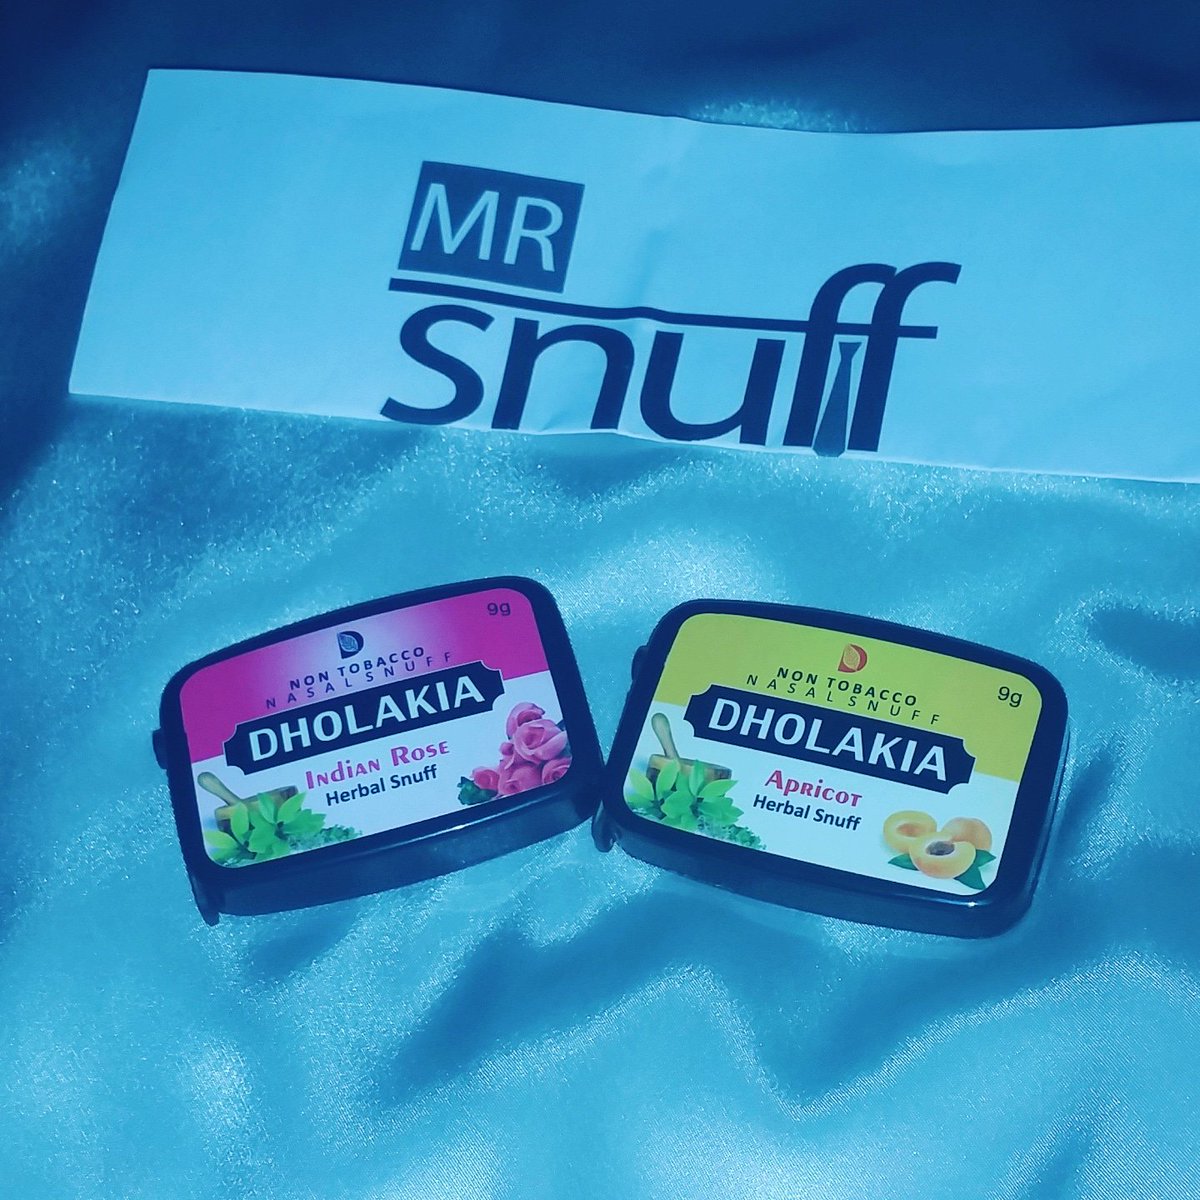 MR
snuff
9g
NON TOBACCO
NASAL SNUFF
DHOLAKIA
Indian Rose
Herbal Snuff
9g
NON TOBACCO
NASAL SNUFF
DHOLAKIA
Apricot
Herbal Snuff